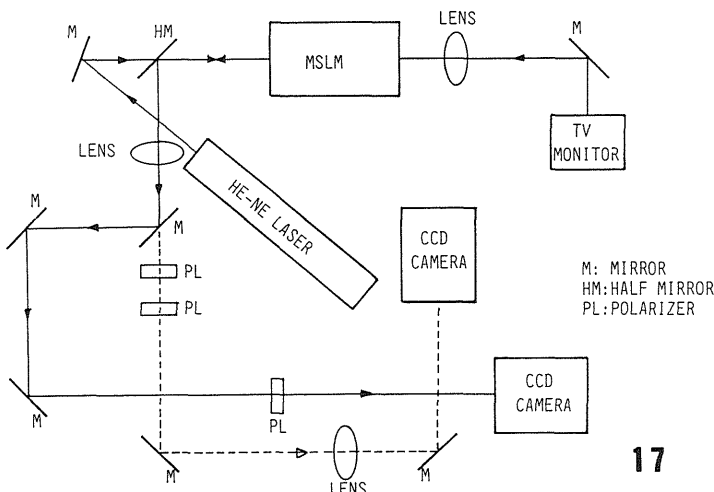 LENS
M
HM
M
MSLM
TV
MONITOR
LENS
HE-NE LASER
M
M
CCD
CAMERA
PL
PL
M: MIRROR
HM:HALF MIRROR
PL:POLARIZER
CCD
CAMERA
M
PL
M
M
LENS
17